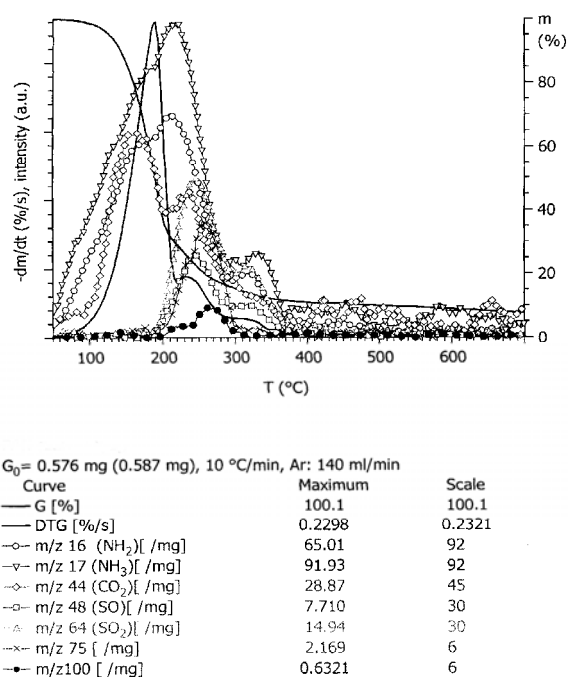 m
(%)
80
60
40
20
0
-dm/dt (%/s), intensity (a.u.)
100 200 300 400 500 600
T (°C)
G₀= 0.576 mg (0.587 mg), 10 °C/min, Ar: 140 ml/min
Curve Maximum Scale
G [%] 100.1 100.1
DTG [%/s] 0.2298 0.2321
m/z 16 (NH₂)[ /mg] 65.01 92
m/z 17 (NH₃)[ /mg] 91.93 92
m/z 44 (CO₂)[ /mg] 28.87 45
m/z 48 (SO)[ /mg] 7.710 30
m/z 64 (SO₂)[ /mg] 14.94 30
m/z 75 [ /mg] 2.169 6
m/z100 [ /mg] 0.6321 6